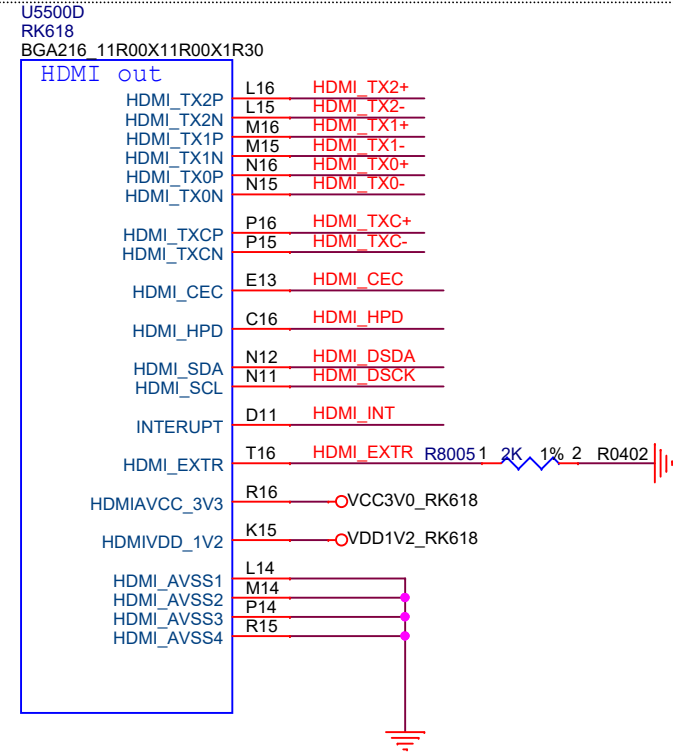 U5500D
RK618
BGA216_11R00X11R00X1R30
HDMI out
HDMI_TX2P L16 HDMI_TX2+
HDMI_TX2N L15 HDMI_TX2-
HDMI_TX1P M16 HDMI_TX1+
HDMI_TX1N M15 HDMI_TX1-
HDMI_TX0P N16 HDMI_TX0+
HDMI_TX0N N15 HDMI_TX0-
HDMI_TXCP P16 HDMI_TXC+
HDMI_TXCN P15 HDMI_TXC-
HDMI_CEC E13 HDMI_CEC
HDMI_HPD C16 HDMI_HPD
HDMI_SDA N12 HDMI_DSDA
HDMI_SCL N11 HDMI_DSCK
INTERUPT D11 HDMI_INT
HDMI_EXTR T16 HDMI_EXTR R8005 1 2K 1% 2 R0402
HDMIAVCC_3V3 R16 VCC3V0_RK618
HDMIVDD_1V2 K15 VDD1V2_RK618
HDMI_AVSS1 L14
HDMI_AVSS2 M14
HDMI_AVSS3 P14
HDMI_AVSS4 R15